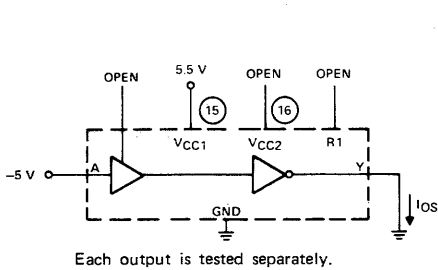 OPEN
5.5 V
OPEN
OPEN
15
16
VCC1
VCC2
R1
−5 V
A
Y
GND
IOS
Each output is tested separately.